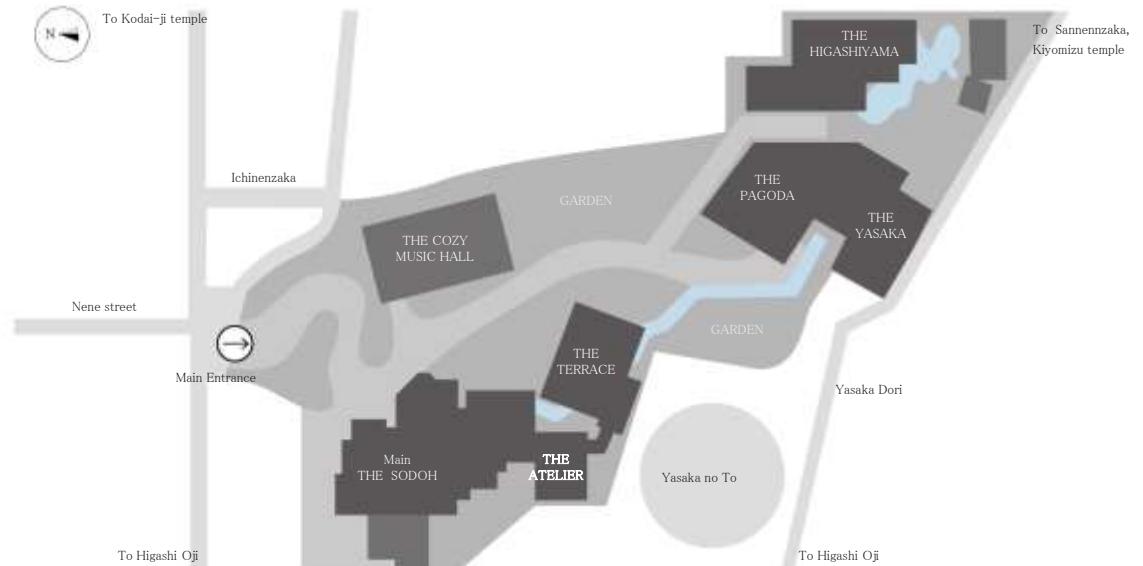 N
To Kodai-ji temple
THE
HIGASHIYAMA
To Sannennzaka,
Kiyomizu temple
Ichinenzaka
THE
PAGODA
GARDEN
THE
YASAKA
THE COZY
MUSIC HALL
Nene street
GARDEN
THE
TERRACE
Main Entrance
Yasaka Dori
Main
THE SODOH
THE
ATELIER
Yasaka no To
To Higashi Oji
To Higashi Oji